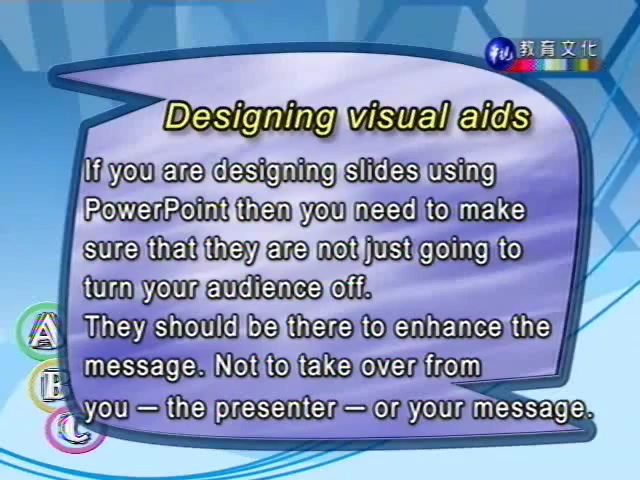 華視 教育文化
Designing visual aids
If you are designing slides using
PowerPoint then you need to make
sure that they are not just going to
turn your audience off.
They should be there to enhance the
message. Not to take over from
you – the presenter – or your message.
A
B
C